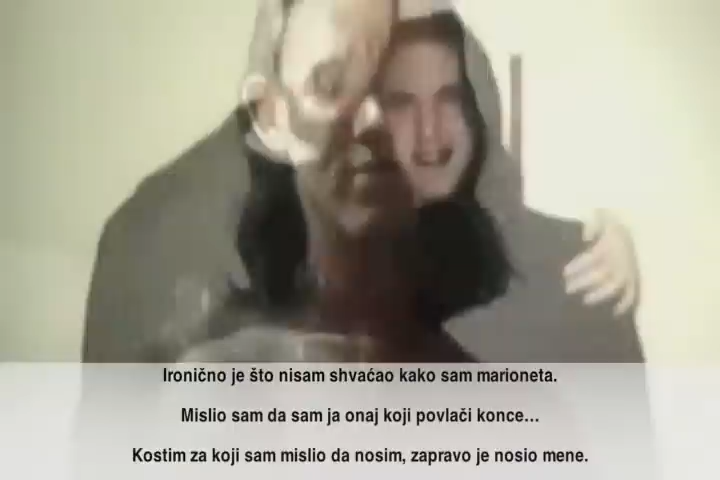 Ironično je što nisam shvaćao kako sam marioneta.
Mislio sam da sam ja onaj koji povlači konce...
Kostim za koji sam mislio da nosim, zapravo je nosio mene.